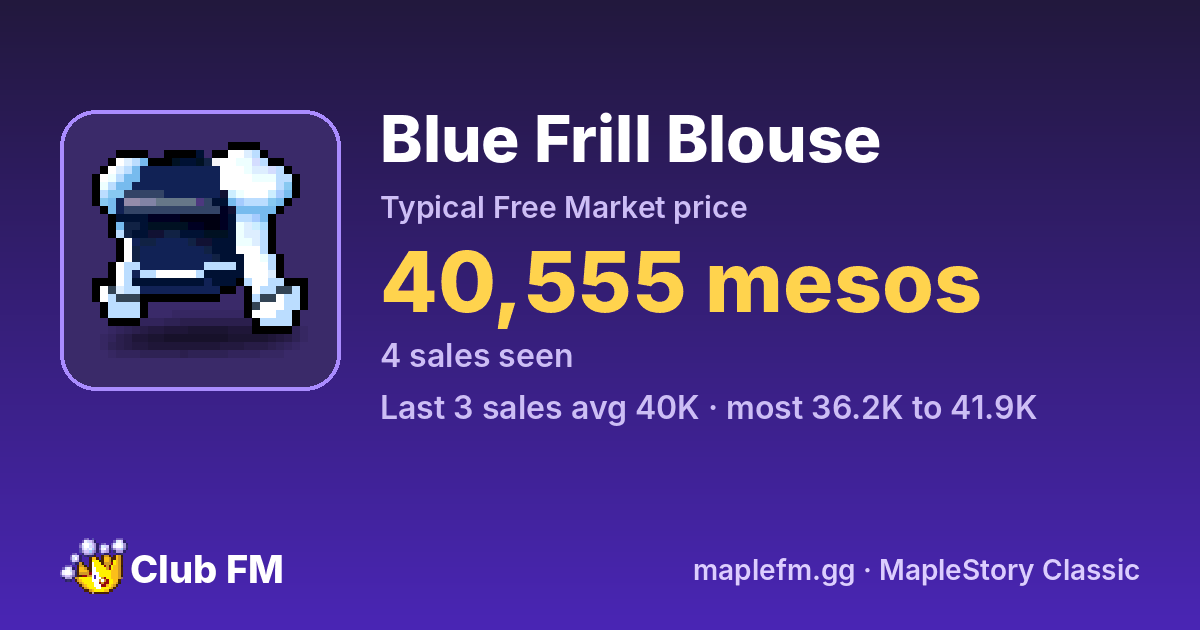 Blue Frill Blouse
Typical Free Market price
40,555 mesos
4 sales seen
Last 3 sales avg 40K · most 36.2K to 41.9K
Club FM
maplefm.gg · MapleStory Classic